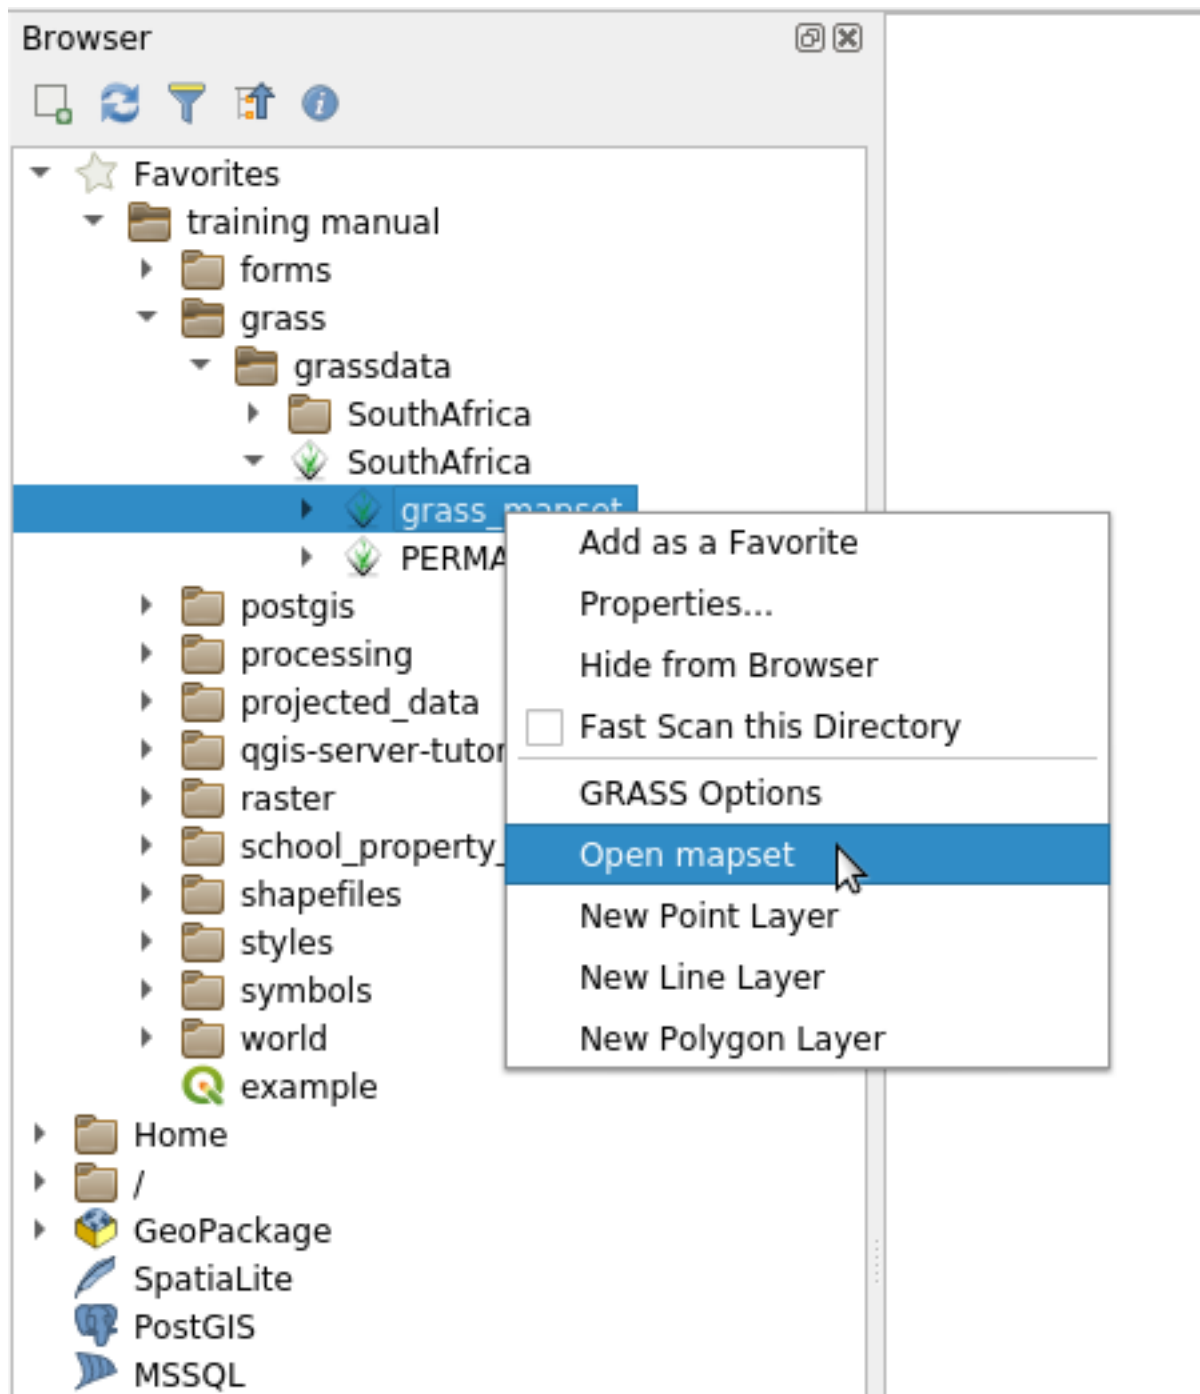 Browser
Favorites
training manual
forms
grass
grassdata
SouthAfrica
SouthAfrica
grass_mapset
PERMA
postgis
processing
projected_data
qgis-server-tutor
raster
school_property_
shapefiles
styles
symbols
world
example
Home
/
GeoPackage
SpatiaLite
PostGIS
MSSQL
Add as a Favorite
Properties...
Hide from Browser
Fast Scan this Directory
GRASS Options
Open mapset
New Point Layer
New Line Layer
New Polygon Layer